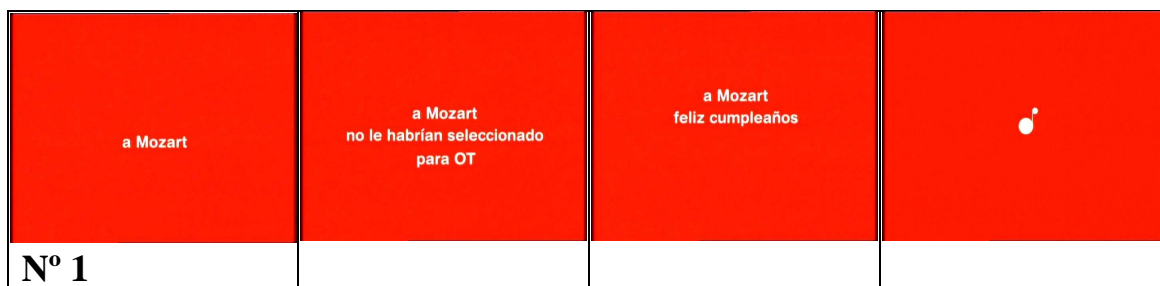 a Mozart
a Mozart
no le habrían seleccionado
para OT
a Mozart
feliz cumpleaños
Nº 1